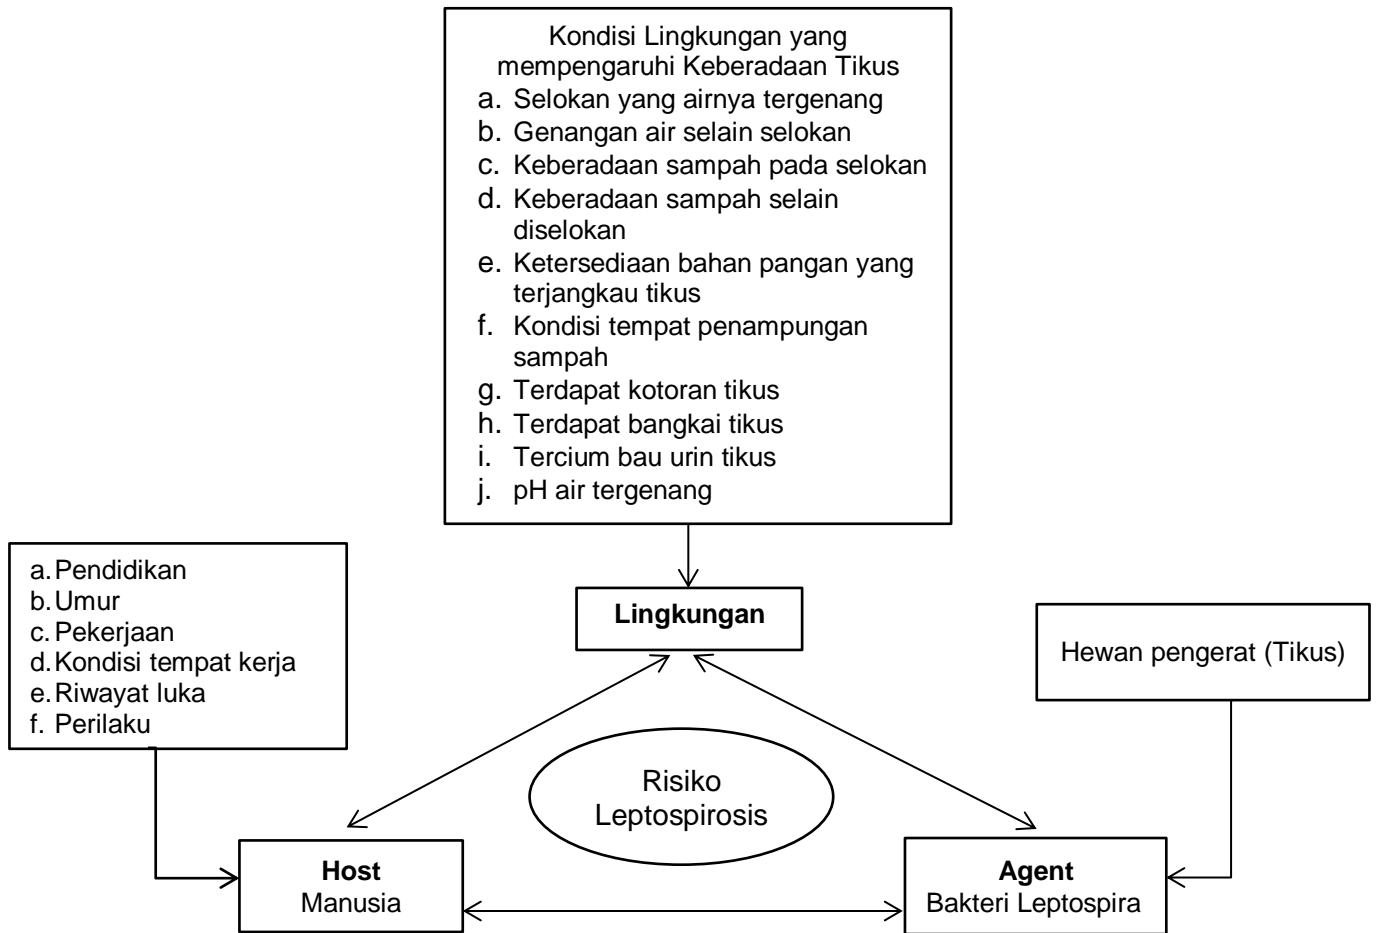 Kondisi Lingkungan yang
mempengaruhi Keberadaan Tikus
a. Selokan yang airnya tergenang
b. Genangan air selain selokan
c. Keberadaan sampah pada selokan
d. Keberadaan sampah selain
diselokan
e. Ketersediaan bahan pangan yang
terjangkau tikus
f. Kondisi tempat penampungan
sampah
g. Terdapat kotoran tikus
h. Terdapat bangkai tikus
i. Tercium bau urin tikus
j. pH air tergenang
a. Pendidikan
b. Umur
c. Pekerjaan
d. Kondisi tempat kerja
e. Riwayat luka
f. Perilaku
Lingkungan
Hewan pengerat (Tikus)
Risiko
Leptospirosis
Host
Manusia
Agent
Bakteri Leptospira